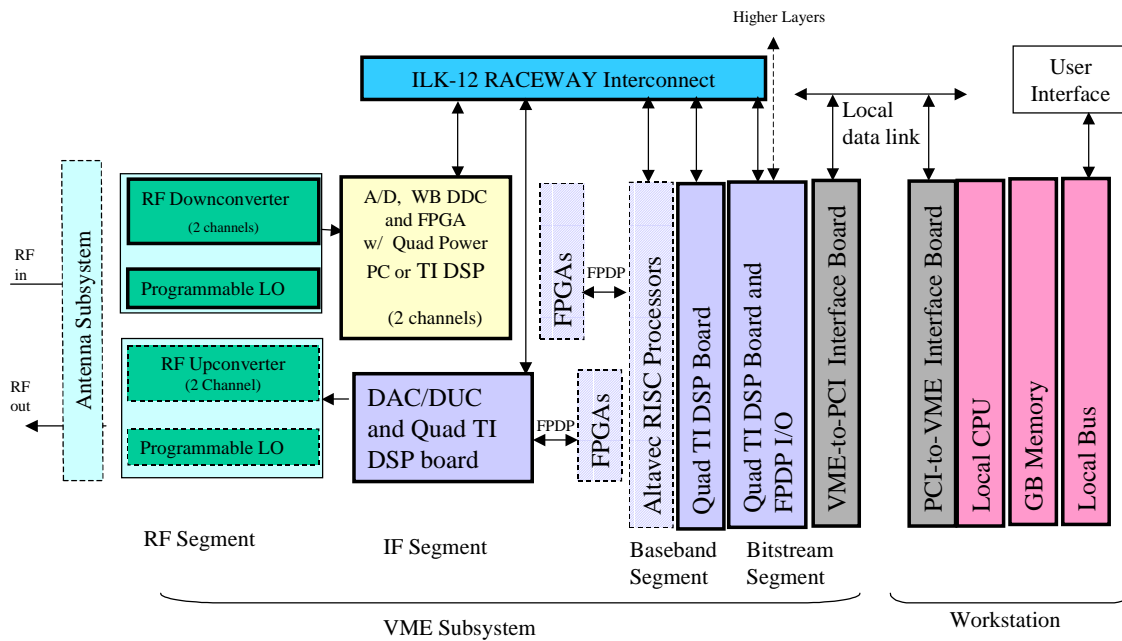 Higher Layers
ILK-12 RACEWAY Interconnect
User
Interface
Local
data link
RF
in
RF
out
Antenna Subsystem
RF Downconverter
(2 channels)
Programmable LO
RF Upconverter
(2 Channel)
Programmable LO
A/D, WB DDC
and FPGA
w/ Quad Power
PC or TI DSP
(2 channels)
DAC/DUC
and Quad TI
DSP board
FPGAs
FPDP
FPDP
FPGAs
Altavec RISC Processors
Quad TI DSP Board
Quad TI DSP Board and
FPDP I/O
VME-to-PCI Interface Board
PCI-to-VME Interface Board
Local CPU
GB Memory
Local Bus
RF Segment
IF Segment
Baseband
Segment
Bitstream
Segment
VME Subsystem
Workstation